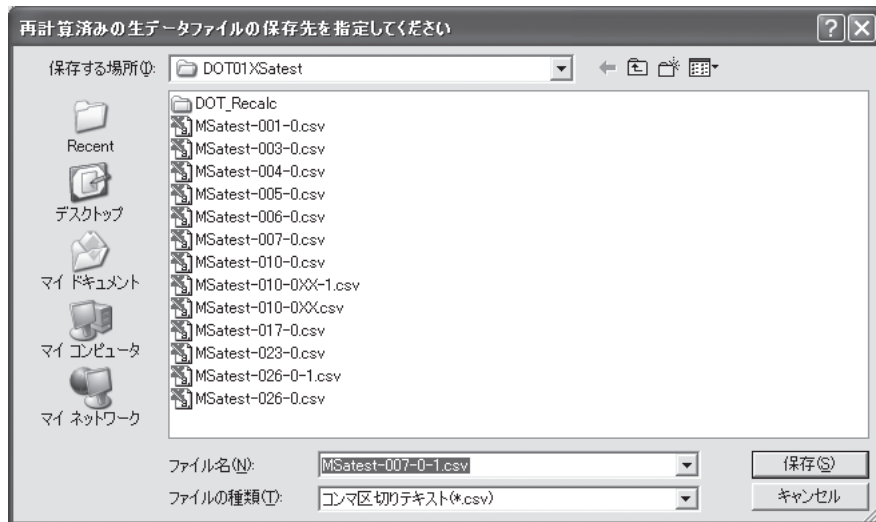 再計算済みの生データファイルの保存先を指定してください
保存する場所(I):
DOT01XSatest
Recent
デスクトップ
マイ ドキュメント
マイ コンピュータ
マイ ネットワーク
DOT_Recalc
MSatest-001-0.csv
MSatest-003-0.csv
MSatest-004-0.csv
MSatest-005-0.csv
MSatest-006-0.csv
MSatest-007-0.csv
MSatest-010-0.csv
MSatest-010-0XX-1.csv
MSatest-010-0XX.csv
MSatest-017-0.csv
MSatest-023-0.csv
MSatest-026-0-1.csv
MSatest-026-0.csv
ファイル名(N):
MSatest-007-0-1.csv
保存(S)
ファイルの種類(T):
コンマ区切りテキスト(*.csv)
キャンセル